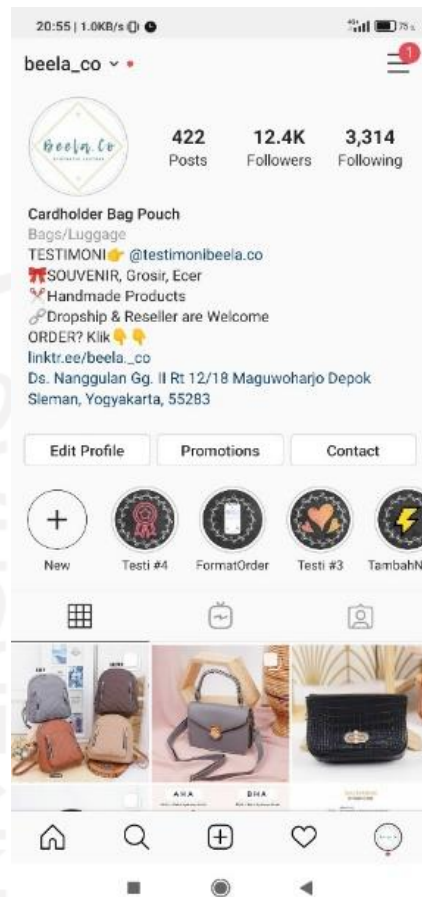 20:55 | 1.0KB/s
beela_co
1
Beela.Co
422 12.4K 3,314
Posts Followers Following
Cardholder Bag Pouch
Bags/Luggage
TESTIMONI👉 @testimonibeela.co
🎀SOUVENIR, Grosir, Ecer
✂️Handmade Products
🔗Dropship & Reseller are Welcome
ORDER? Klik👇👇
linktr.ee/beela._co
Ds. Nanggulan Gg. II Rt 12/18 Maguwoharjo Depok
Sleman, Yogyakarta, 55283
Edit Profile Promotions Contact
New Testi #4 FormatOrder Testi #3 TambahN
AHA BHA